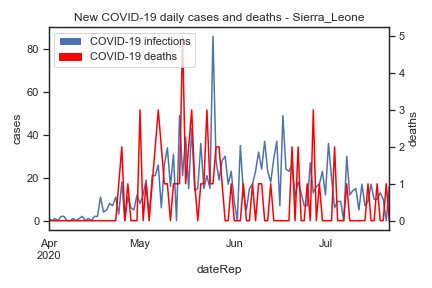 New COVID-19 daily cases and deaths - Sierra_Leone
COVID-19 infections
COVID-19 deaths
80
60
40
20
0
cases
5
4
3
2
1
0
deaths
Apr
2020
May
Jun
Jul
dateRep